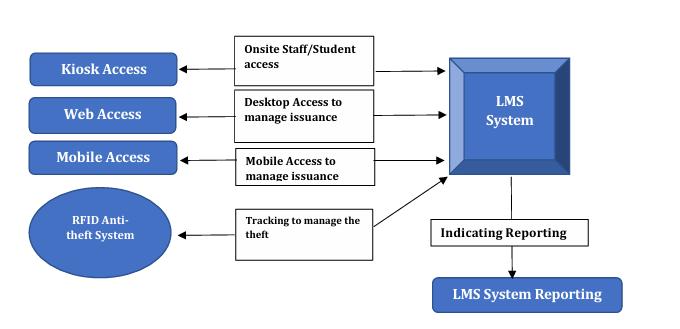 Onsite Staff/Student
access
Kiosk Access
Desktop Access to
manage issuance
Web Access
LMS
System
Mobile Access
Mobile Access to
manage issuance
RFID Anti-
theft System
Tracking to manage the
theft
Indicating Reporting
LMS System Reporting